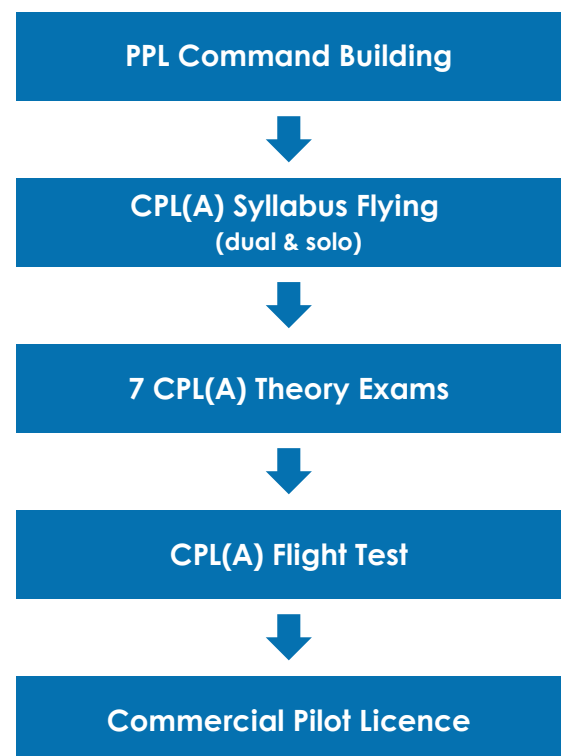 PPL Command Building
CPL(A) Syllabus Flying
(dual & solo)
7 CPL(A) Theory Exams
CPL(A) Flight Test
Commercial Pilot Licence